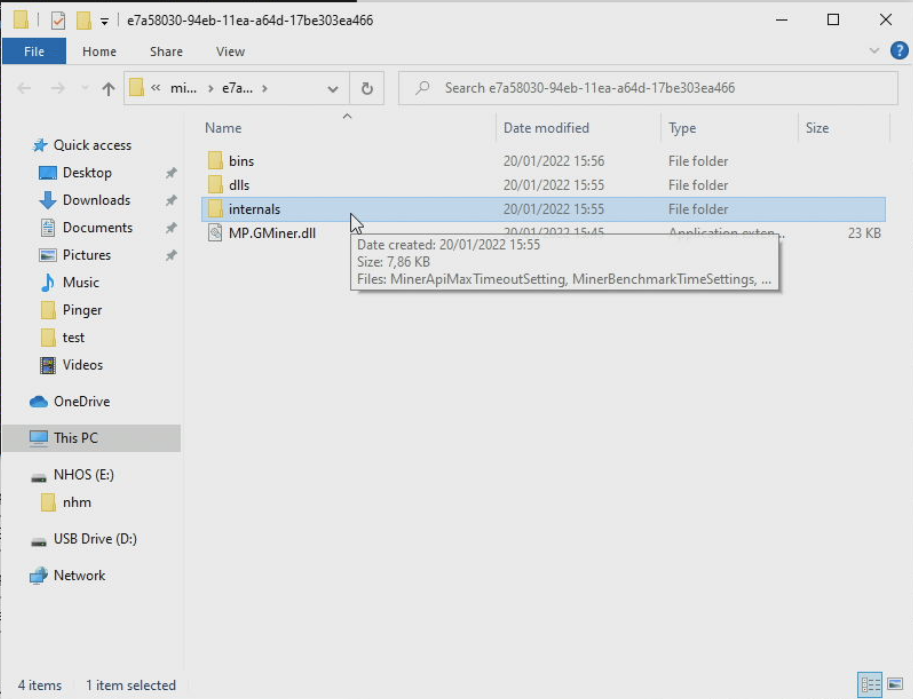 e7a58030-94eb-11ea-a64d-17be303ea466
File Home Share View
« mi... › e7a... › Search e7a58030-94eb-11ea-a64d-17be303ea466
Name Date modified Type Size
Quick access
Desktop
Downloads
Documents
Pictures
Music
Pinger
test
Videos
OneDrive
This PC
NHOS (E:)
nhm
USB Drive (D:)
Network
bins 20/01/2022 15:56 File folder
dlls 20/01/2022 15:55 File folder
internals 20/01/2022 15:55 File folder
MP.GMiner.dll 20/01/2022 15:45 Application exten... 23 KB
Date created: 20/01/2022 15:55
Size: 7,86 KB
Files: MinerApiMaxTimeoutSetting, MinerBenchmarkTimeSettings, ...
4 items 1 item selected